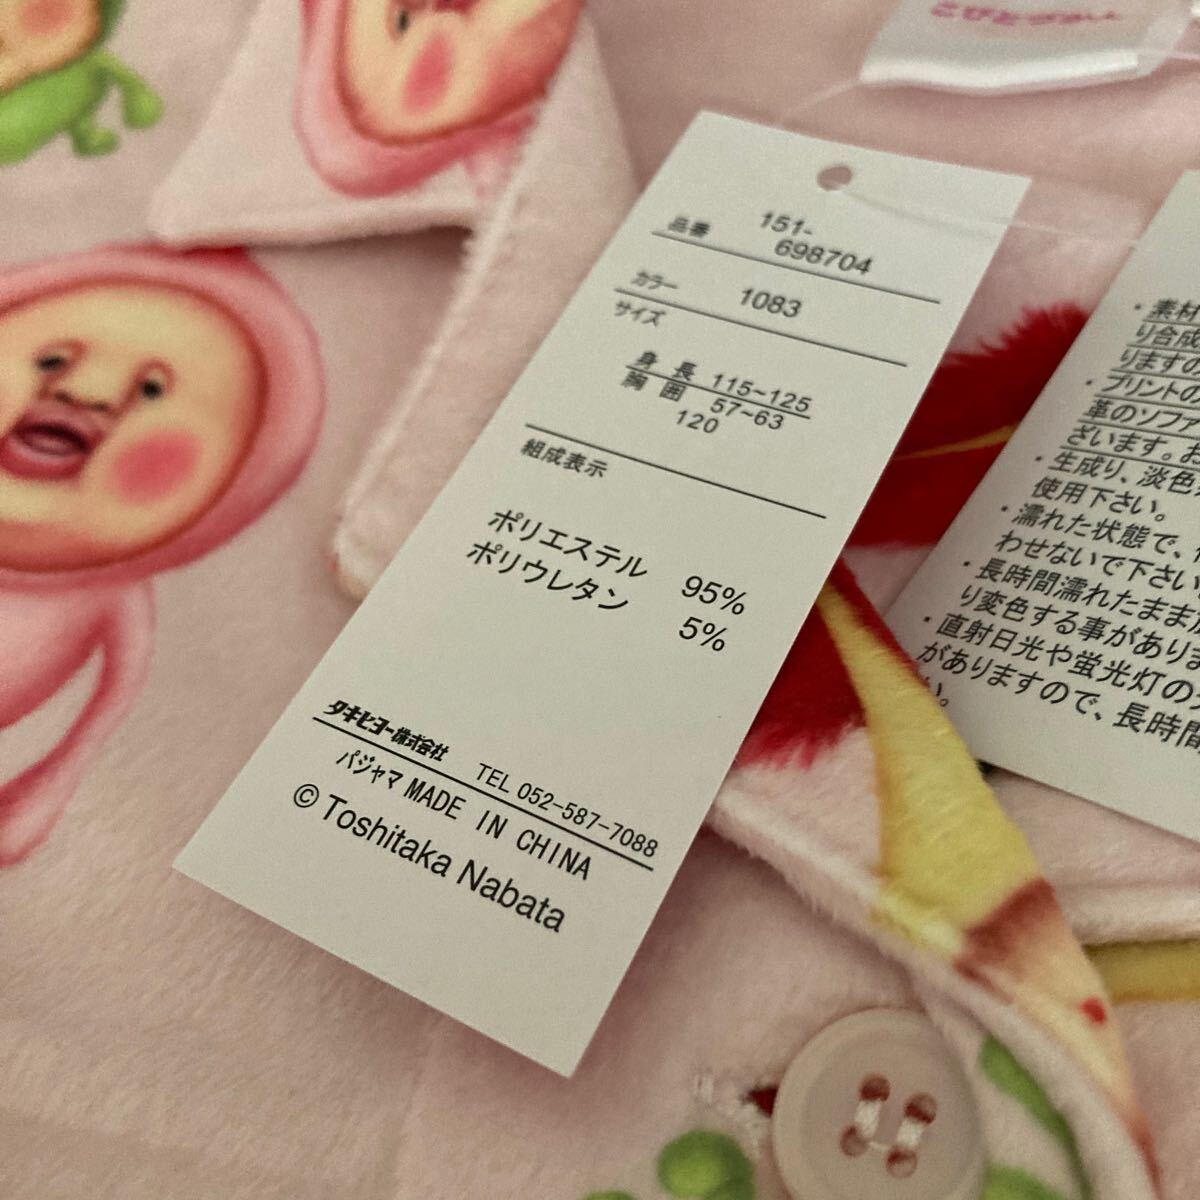 こびとづかん
品番 151-
698704
カラー 1083
サイズ
身長 115~125
胸囲 57~63
120
組成表示
ポリエステル 95%
ポリウレタン 5%
タキヒヨー株式会社 TEL 052-587-7088
パジャマ MADE IN CHINA
© Toshitaka Nabata
・素材
り合成
りますの
・プリントの
革のソファ
ざいます。お
・生成り、淡色
使用下さい。
・濡れた状態で、
わせないで下さい
・長時間濡れたまま
り変色する事があり
・直射日光や蛍光灯の
がありますので、長時間
い。